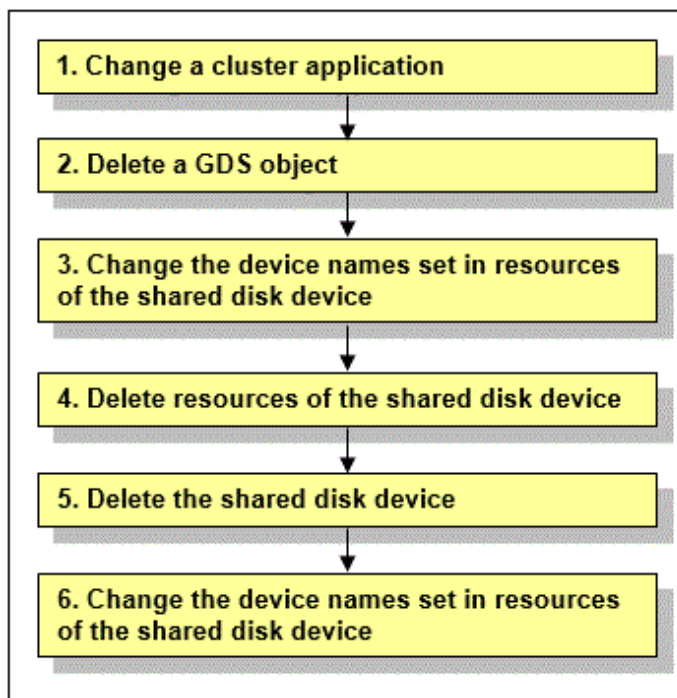 1. Change a cluster application
2. Delete a GDS object
3. Change the device names set in resources
of the shared disk device
4. Delete resources of the shared disk device
5. Delete the shared disk device
6. Change the device names set in resources
of the shared disk device